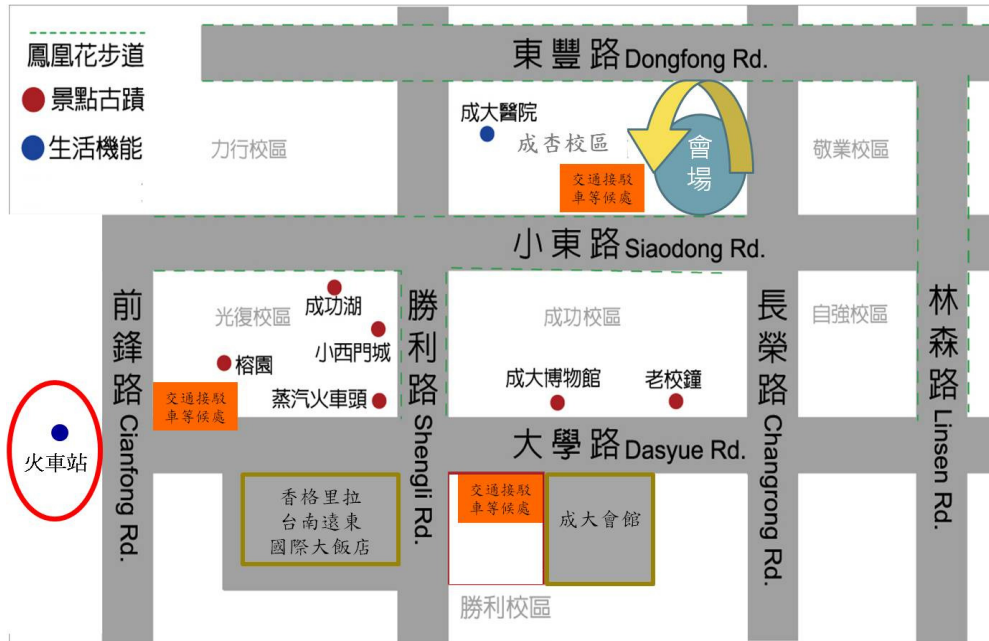 鳳凰花步道
景點古蹟
生活機能
東豐路 Dongfong Rd.
力行校區
成大醫院
成杏校區
交通接駁
車等候處
會場
敬業校區
小東路 Siaodong Rd.
前鋒路 Cianfong Rd.
光復校區
成功湖
小西門城
榕園
蒸汽火車頭
交通接駁
車等候處
勝利路 Shengli Rd.
成功校區
成大博物館
老校鐘
長榮路 Changrong Rd.
自強校區
林森路 Linsen Rd.
火車站
大學路 Dasyue Rd.
香格里拉
台南遠東
國際大飯店
交通接駁
車等候處
成大會館
勝利校區